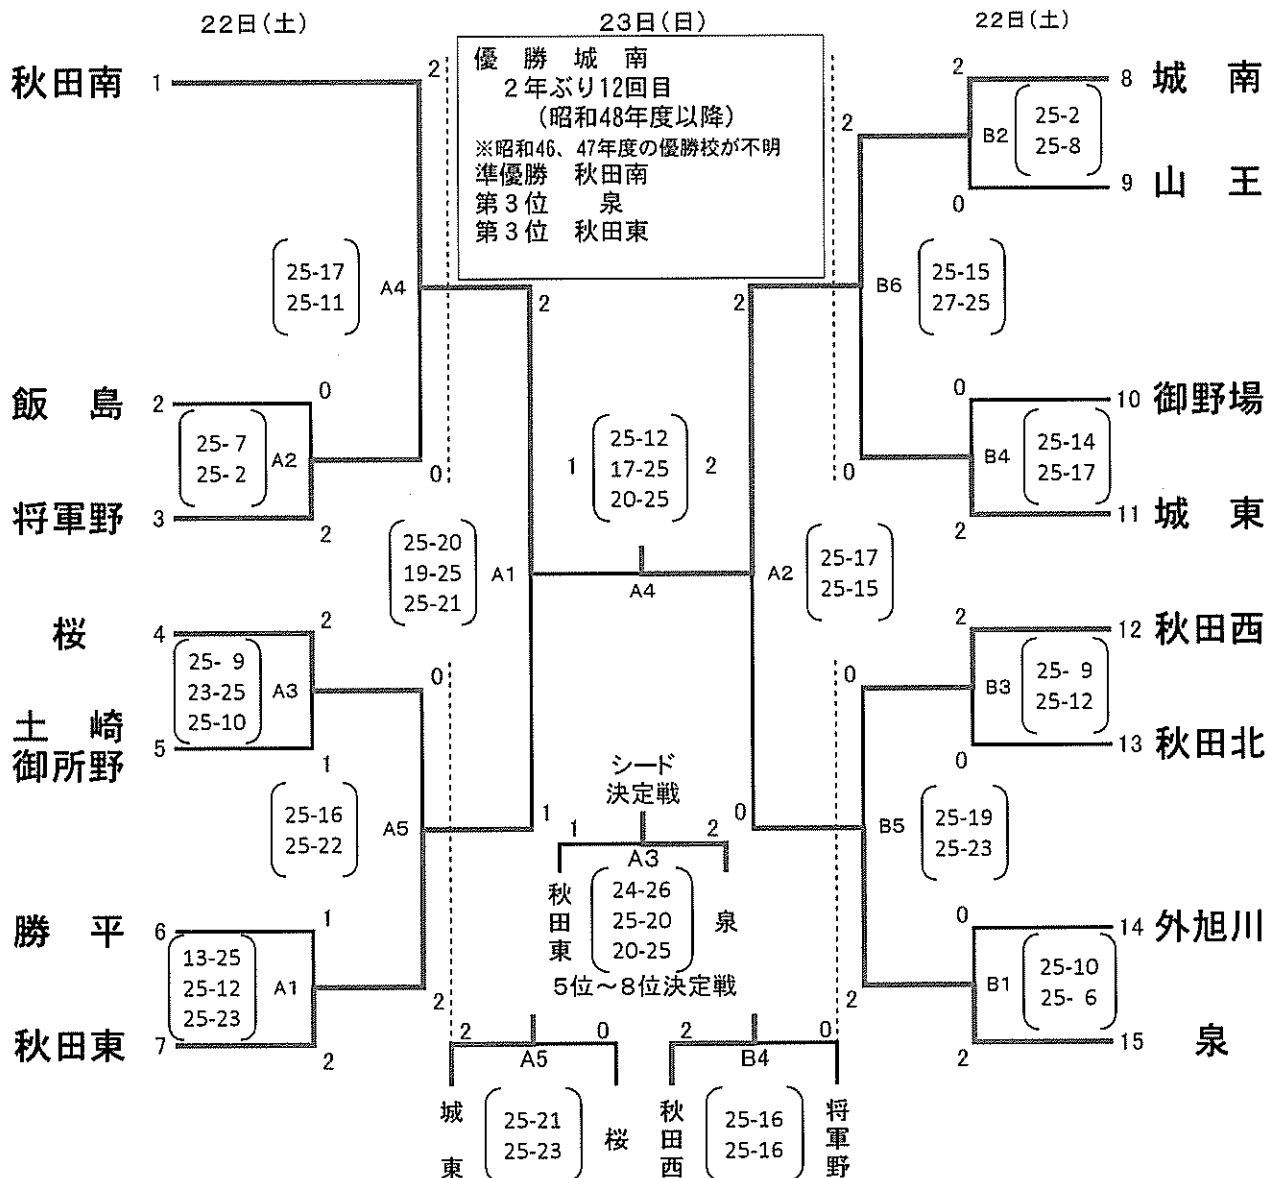 22日(土)
23日(日)
22日(土)
優　勝　城　南
2年ぶり12回目
(昭和48年度以降)
※昭和46、47年度の優勝校が不明
準優勝　秋田南
第3位　　泉
第3位　秋田東
秋田南 1
2
25-17
25-11
A4
飯　島 2
0
25- 7
25- 2
A2
将軍野 3
2
0
2
桜 4
2
25- 9
23-25
25-10
A3
土　崎
御所野 5
1
0
25-16
25-22
A5
勝　平 6
1
13-25
25-12
25-23
A1
秋田東 7
2
2
25-20
19-25
25-21
A1
1
1
25-12
17-25
20-25
2
A4
2
25-17
25-15
A2
0
2 8 城　南
25-2
25-8
B2
0 9 山　王
2
25-15
27-25
B6
0 10 御野場
25-14
25-17
B4
2 11 城　東
0
2 12 秋田西
25- 9
25-12
B3
0 13 秋田北
0
25-19
25-23
B5
0 14 外旭川
25-10
25- 6
B1
2 15 泉
2
シード
決定戦
1 2
A3
秋田東
24-26
25-20
20-25
泉
5位～8位決定戦
2 0
A5
城東
25-21
25-23
桜
2 0
B4
秋田西
25-16
25-16
将軍野